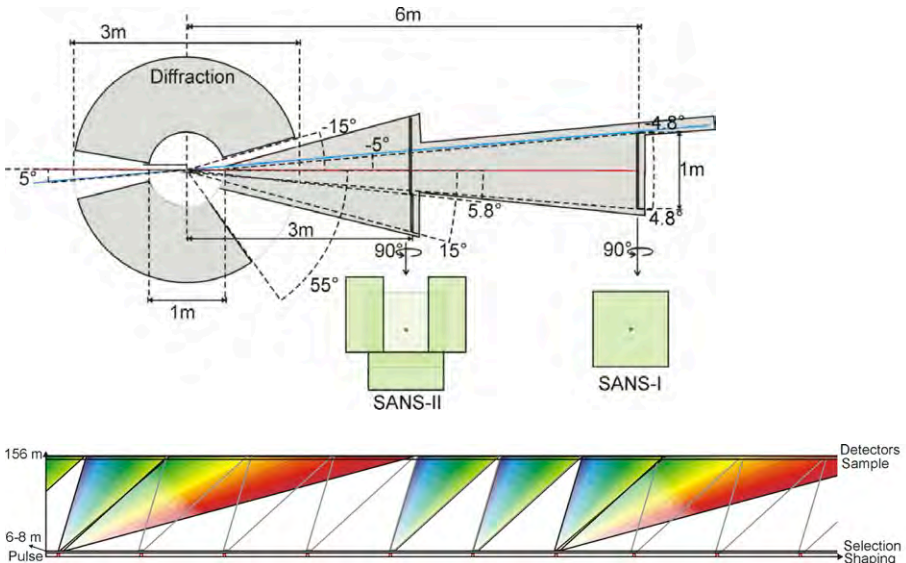 6m
3m
Diffraction
-15°
-4.8°
-5°
1m
5°
5.8°
4.8°
3m
15°
90°
90°
55°
1m
SANS-I
SANS-II
156 m
Detectors
Sample
6-8 m
Pulse
Selection
Shaping